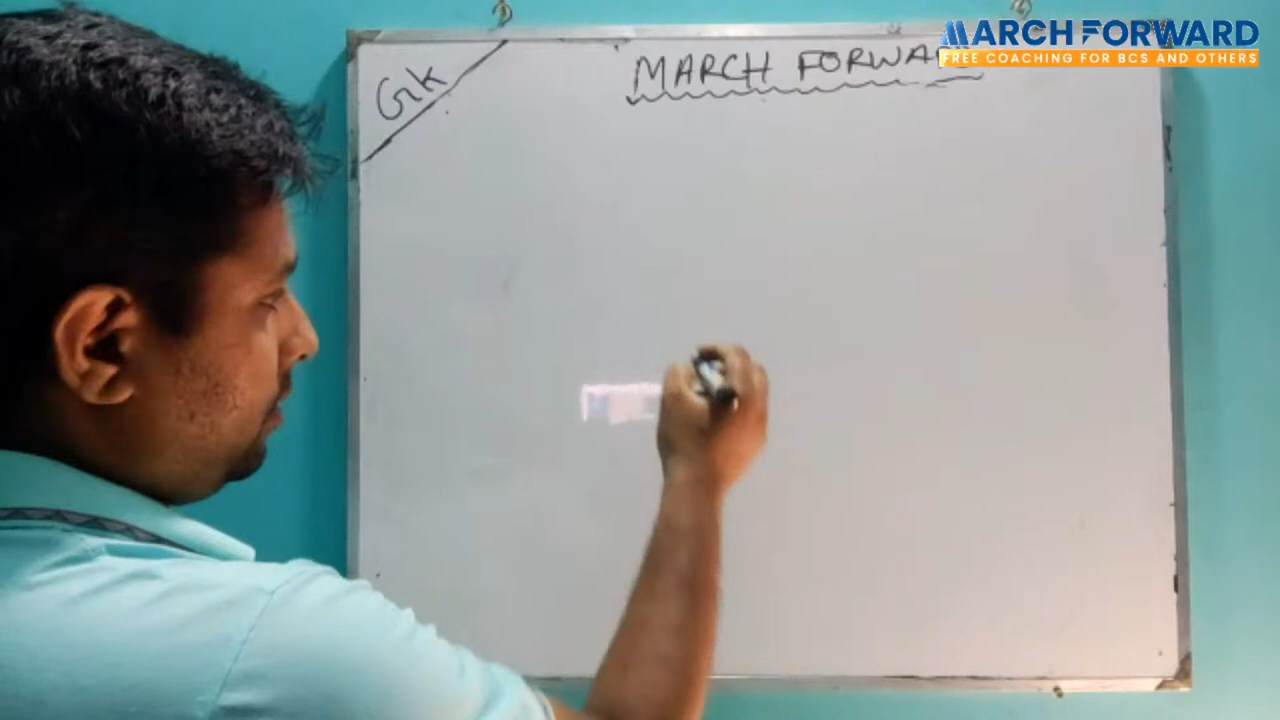 Gk
MARCH FORWARD
MARCH FORWARD
FREE COACHING FOR BCS AND OTHERS